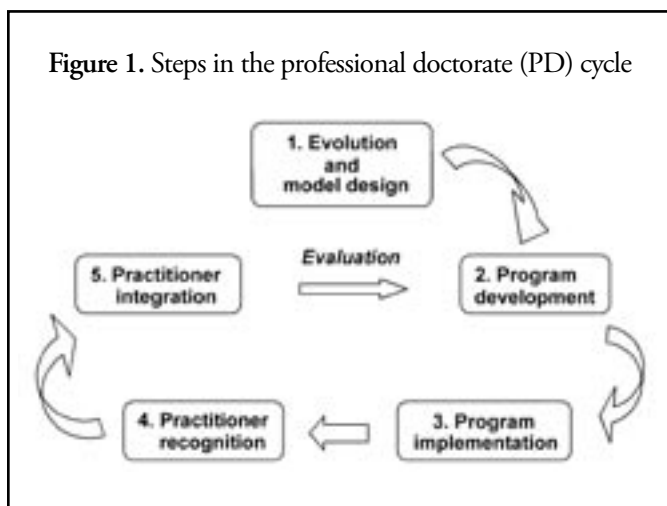 Figure 1. Steps in the professional doctorate (PD) cycle
1. Evolution
and
model design
Evaluation
5. Practitioner
integration
2. Program
development
4. Practitioner
recognition
3. Program
implementation